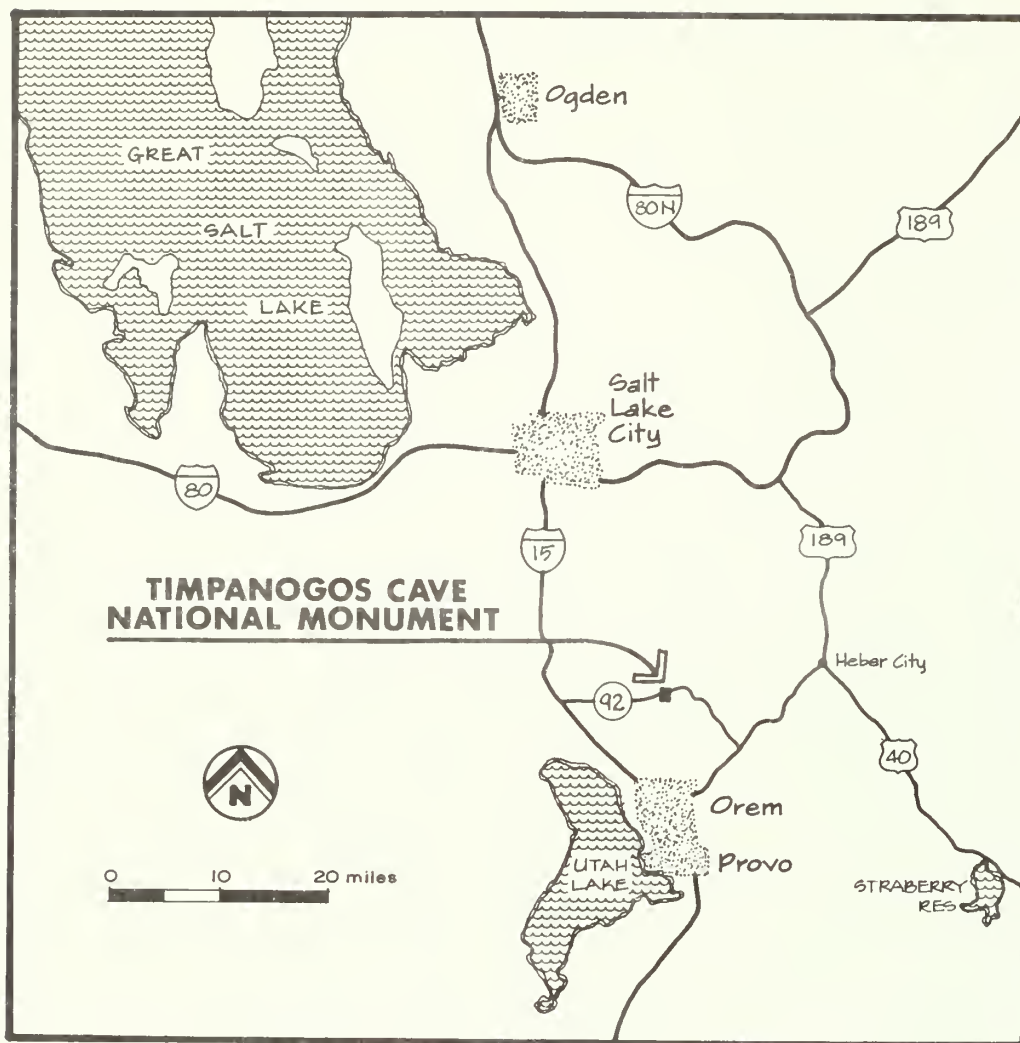 Ogden
GREAT
80N
189
SALT
LAKE
Salt
Lake
City
80
15
189
TIMPANOGOS CAVE
NATIONAL MONUMENT
Heber City
92
40
N
Orem
Provo
0 10 20 miles
UTAH
LAKE
STRABERRY
RES